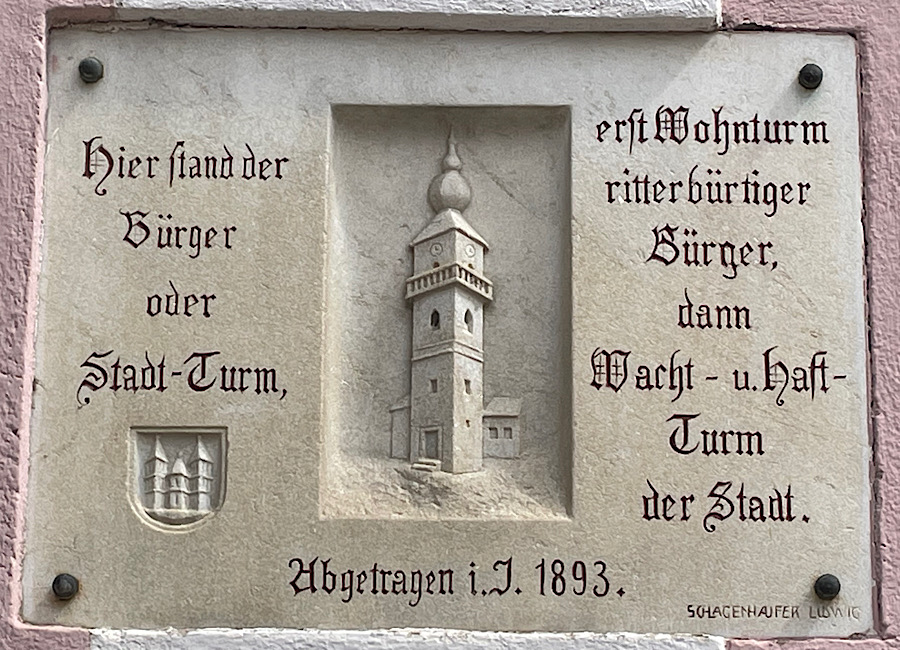 Hier ſtand der
Bürger
oder
Stadt-Turm,
erſt Wohnturm
ritterbürtiger
Bürger,
dann
Wacht - u. Haft-
Turm
der Stadt.
Abgetragen i. J. 1893.
SCHLAGENHAUFER LUDWIG